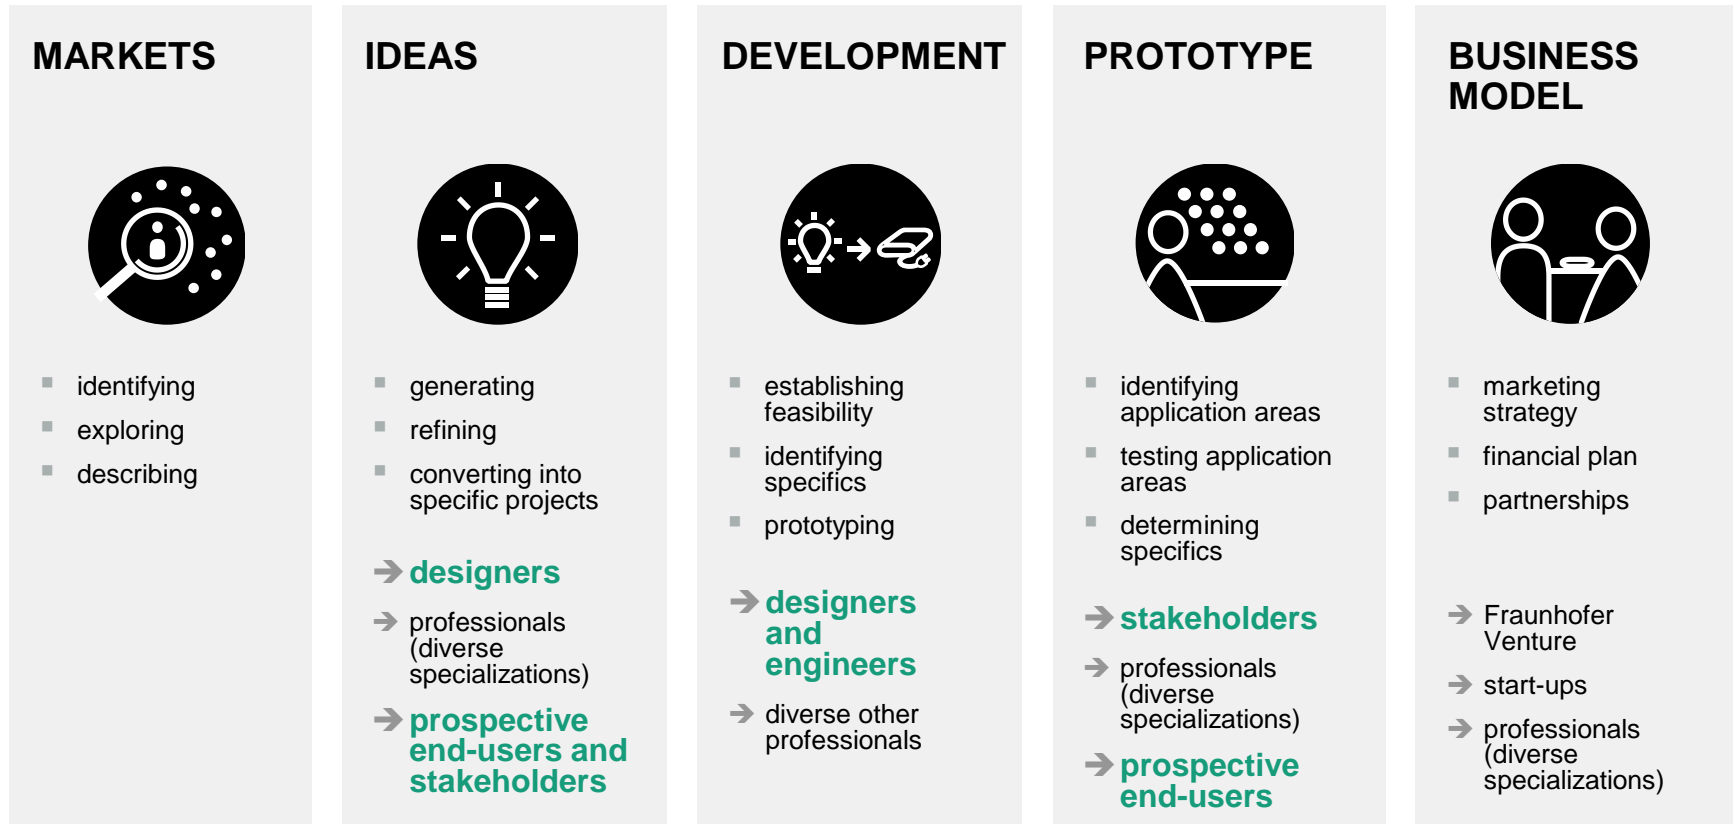 MARKETS
identifying
exploring
describing
IDEAS
generating
refining
converting into
specific projects
designers
professionals
(diverse
specializations)
prospective
end-users and
stakeholders
DEVELOPMENT
establishing
feasibility
identifying
specifics
prototyping
designers
and
engineers
diverse other
professionals
PROTOTYPE
identifying
application areas
testing application
areas
determining
specifics
stakeholders
professionals
(diverse
specializations)
prospective
end-users
BUSINESS
MODEL
marketing
strategy
financial plan
partnerships
Fraunhofer
Venture
start-ups
professionals
(diverse
specializations)